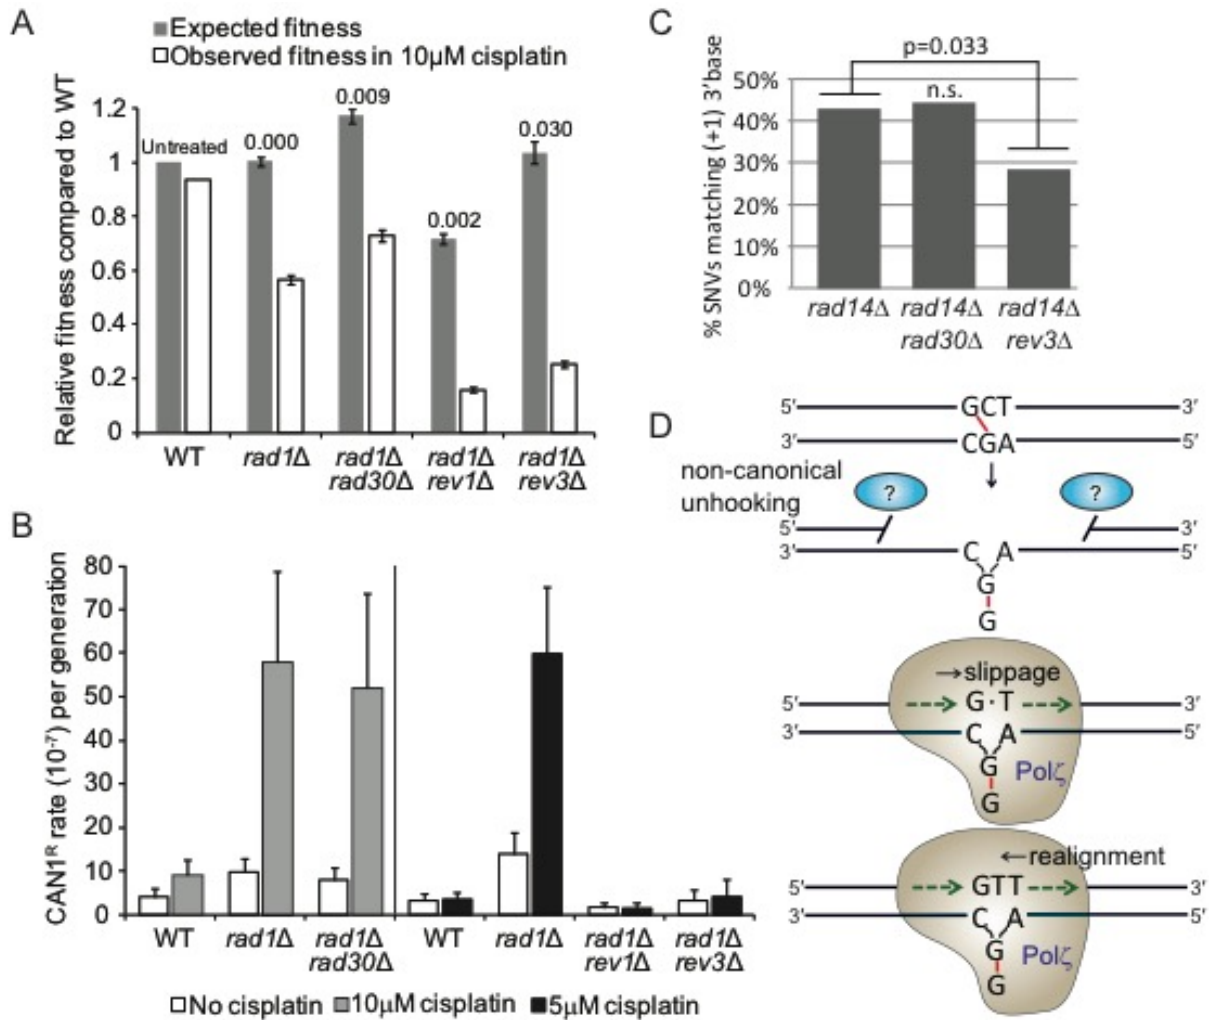 A
Expected fitness
Observed fitness in 10µM cisplatin
Relative fitness compared to WT
1.2
1
0.8
0.6
0.4
0.2
0
Untreated
0.000
0.009
0.002
0.030
WT
rad1Δ
rad1Δ rad30Δ
rad1Δ rev1Δ
rad1Δ rev3Δ
B
CAN1ᴿ rate (10⁻⁷) per generation
80
70
60
50
40
30
20
10
0
WT
rad1Δ
rad1Δ rad30Δ
WT
rad1Δ
rad1Δ rev1Δ
rad1Δ rev3Δ
No cisplatin
10µM cisplatin
5µM cisplatin
C
p=0.033
n.s.
% SNVs matching (+1) 3'base
50%
40%
30%
20%
10%
0%
rad14Δ
rad14Δ rad30Δ
rad14Δ rev3Δ
D
5′ GCT 3′
3′ CGA 5′
non-canonical
unhooking
? ?
5′ 3′
3′ C A 5′
G
G
→slippage
5′ G·T 3′
3′ C A 5′
G Polζ
G
←realignment
5′ GTT 3′
3′ C A 5′
G Polζ
G